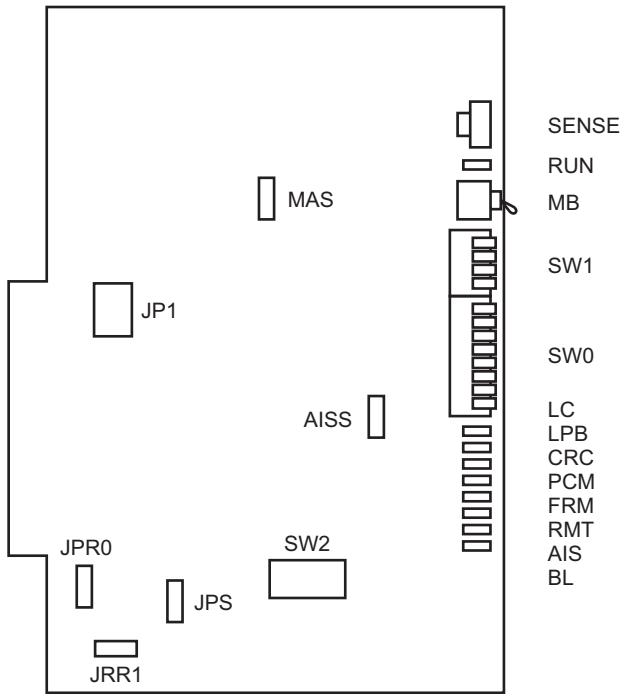 SENSE
RUN
MB
MAS
SW1
JP1
SW0
AISS
LC
LPB
CRC
PCM
FRM
RMT
AIS
BL
SW2
JPR0
JPS
JRR1